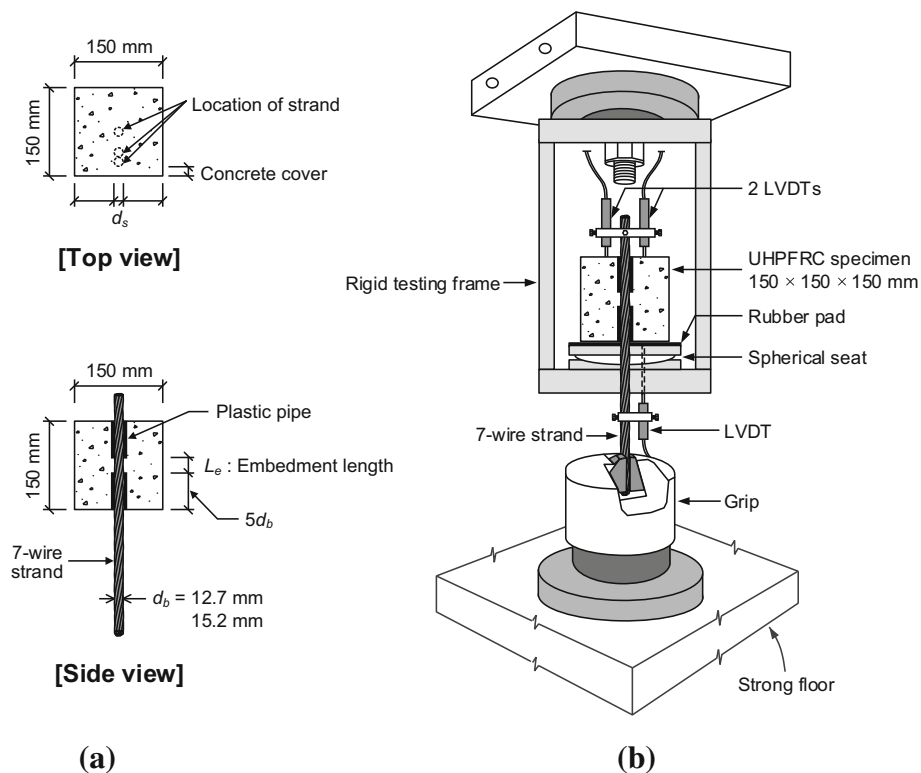 150 mm
150 mm
Location of strand
Concrete cover
dₛ
[Top view]
150 mm
150 mm
Plastic pipe
Lₑ : Embedment length
5d_b
7-wire
strand
d_b = 12.7 mm
15.2 mm
[Side view]
(a)
2 LVDTs
UHPFRC specimen
150 × 150 × 150 mm
Rigid testing frame
Rubber pad
Spherical seat
7-wire strand
LVDT
Grip
Strong floor
(b)